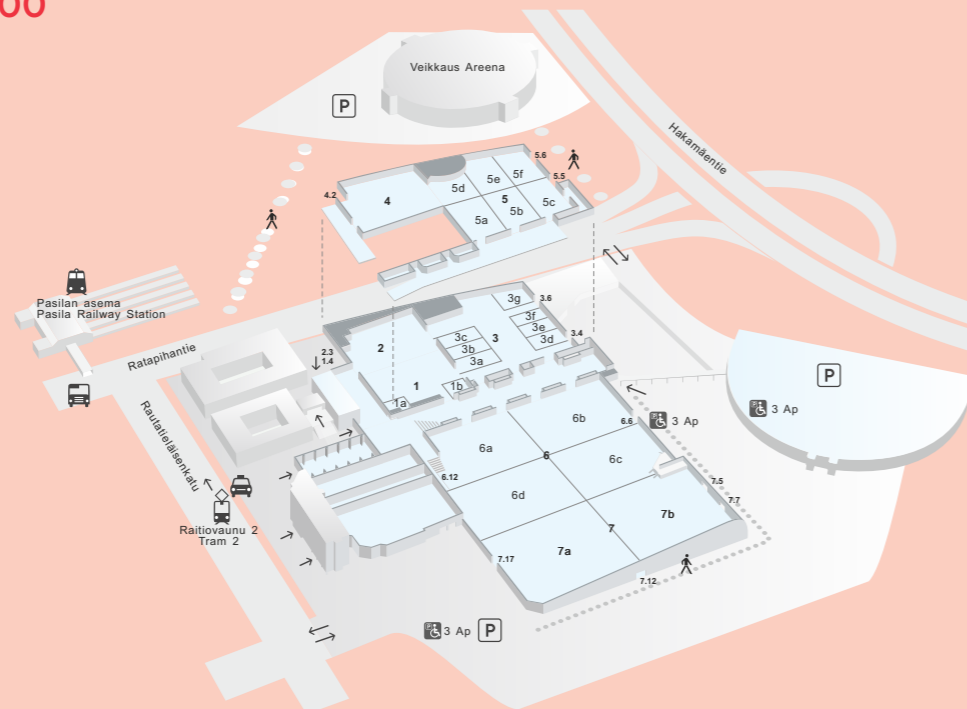 Veikkaus Areena
P
Hakamäentie
5.6
5.5
4.2
4
5d
5e
5f
5
5a
5b
5c
Pasilan asema
Pasila Railway Station
Ratapihantie
Rautatieläisenkatu
Raitiovaunu 2
Tram 2
2.3
1.4
2
3g
3.6
3f
3e
3d
3.4
3c
3b
3a
3
1
1a
1b
6a
6b
6.6
6
6c
6d
6.12
P
P 3 Ap
P 3 Ap
7.5
7.7
7b
7
7a
7.17
7.12
P 3 Ap P